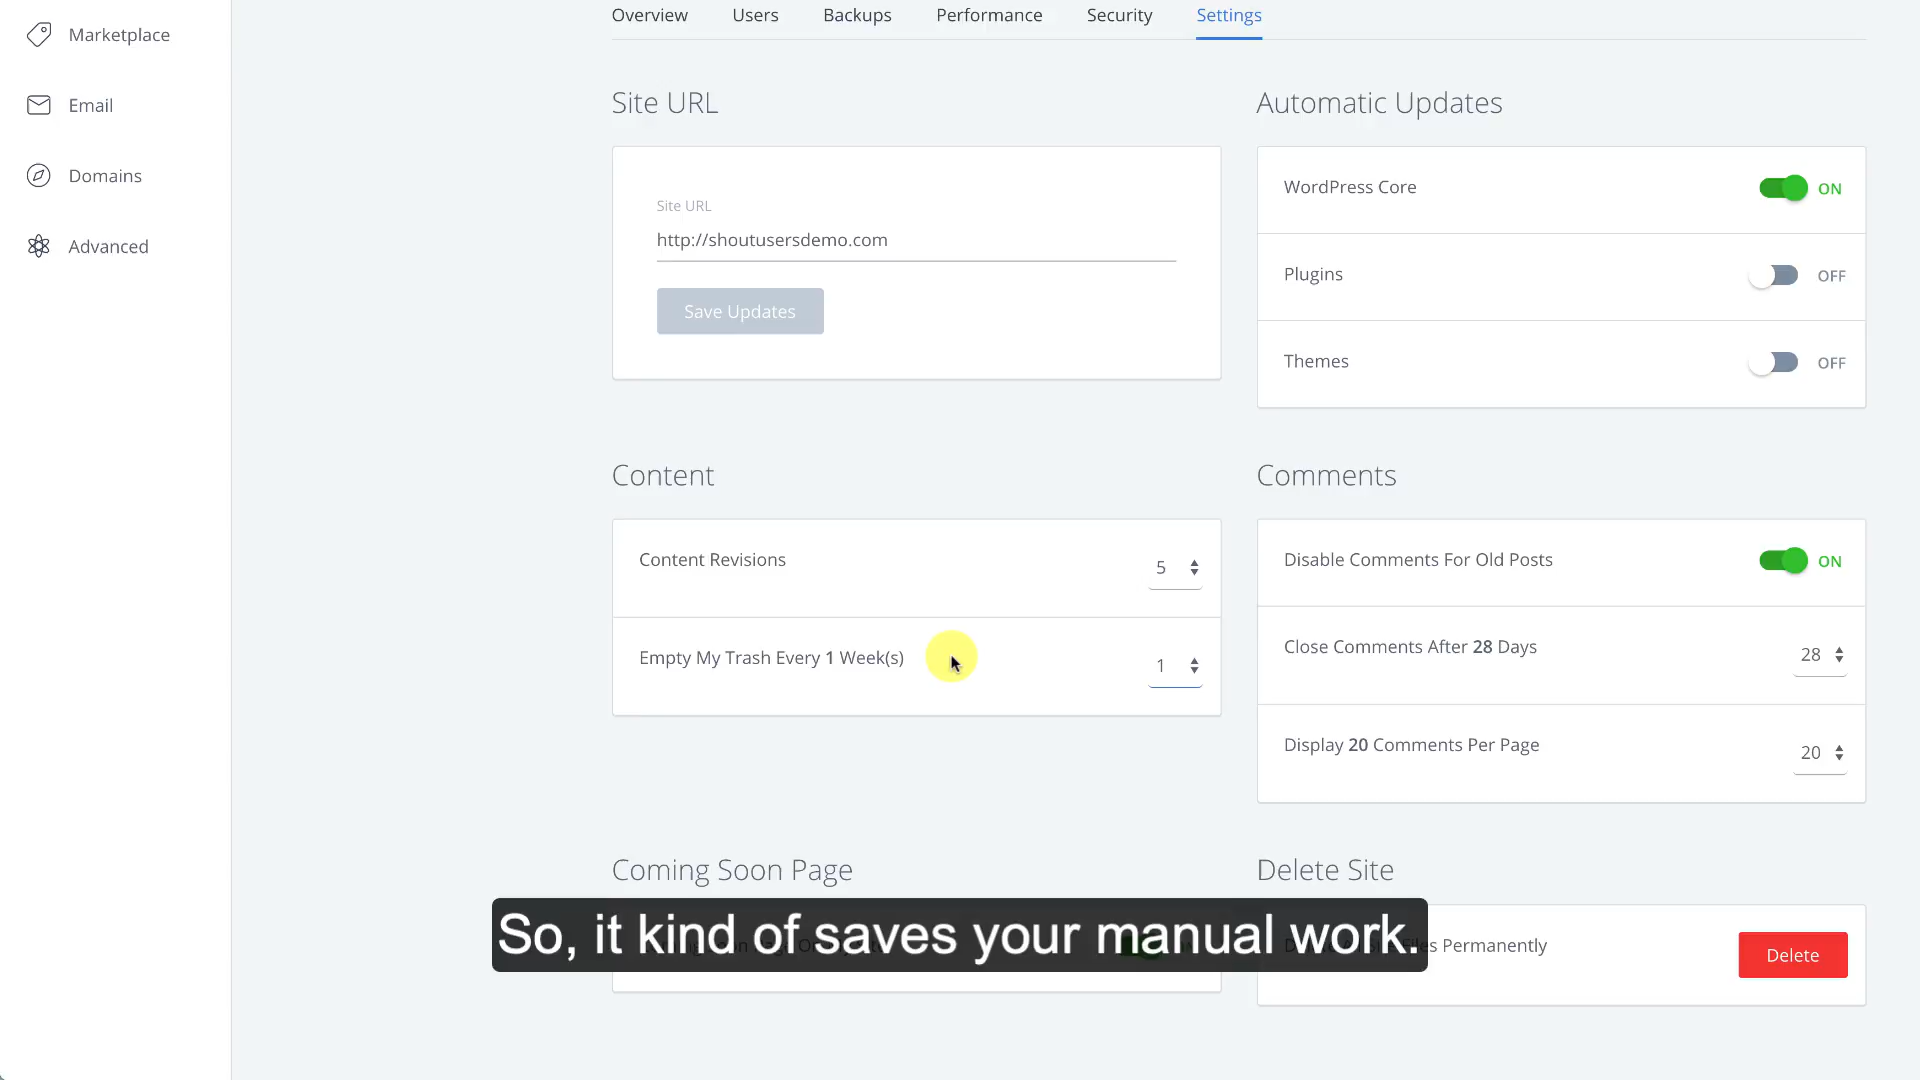 Marketplace
Email
Domains
Advanced
Overview Users Backups Performance Security Settings
Site URL
Site URL
http://shoutusersdemo.com
Save Updates
Automatic Updates
WordPress Core ON
Plugins OFF
Themes OFF
Content
Content Revisions 5
Empty My Trash Every 1 Week(s) 1
Comments
Disable Comments For Old Posts ON
Close Comments After 28 Days 28
Display 20 Comments Per Page 20
Coming Soon Page
Delete Site
Permanently
Delete
So, it kind of saves your manual work.